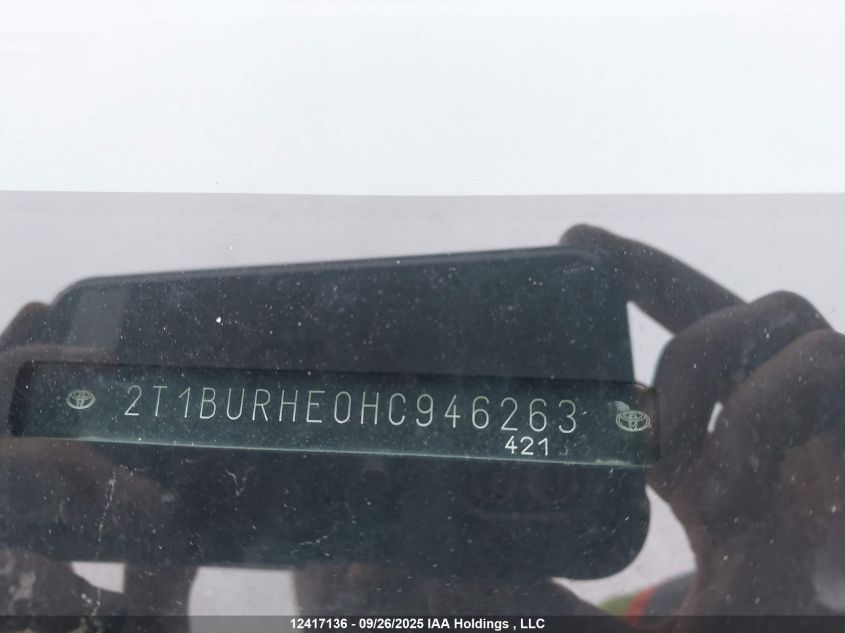 2T1BURHE0HC946263
421
12417136 - 09/26/2025 IAA Holdings , LLC